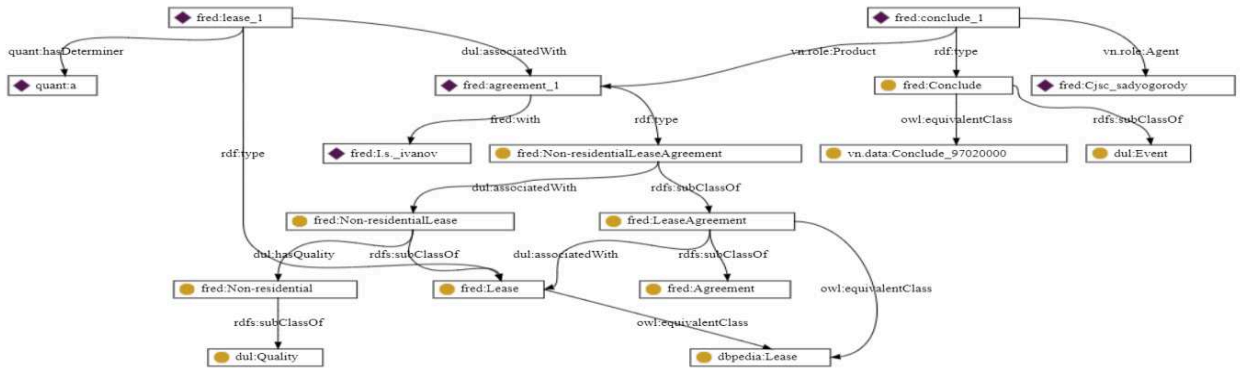 fred:lease_1
fred:conclude_1
quant:hasDeterminer
dul:associatedWith
vn.role:Product
rdf:type
vn.role:Agent
quant:a
fred:agreement_1
fred:Conclude
fred:Cjsc_sadyogorody
fred:with
rdf:type
owl:equivalentClass
rdfs:subClassOf
rdf:type
fred:I.s._ivanov
fred:Non-residentialLeaseAgreement
vn.data:Conclude_97020000
dul:Event
dul:associatedWith
rdfs:subClassOf
fred:Non-residentialLease
fred:LeaseAgreement
dul:hasQuality
rdfs:subClassOf
dul:associatedWith
rdfs:subClassOf
fred:Non-residential
fred:Lease
fred:Agreement
owl:equivalentClass
rdfs:subClassOf
owl:equivalentClass
dul:Quality
dbpedia:Lease